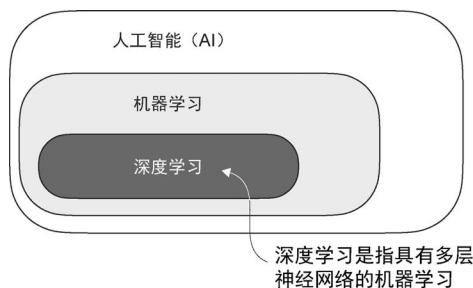 人工智能（AI）
机器学习
深度学习
深度学习是指具有多层
神经网络的机器学习